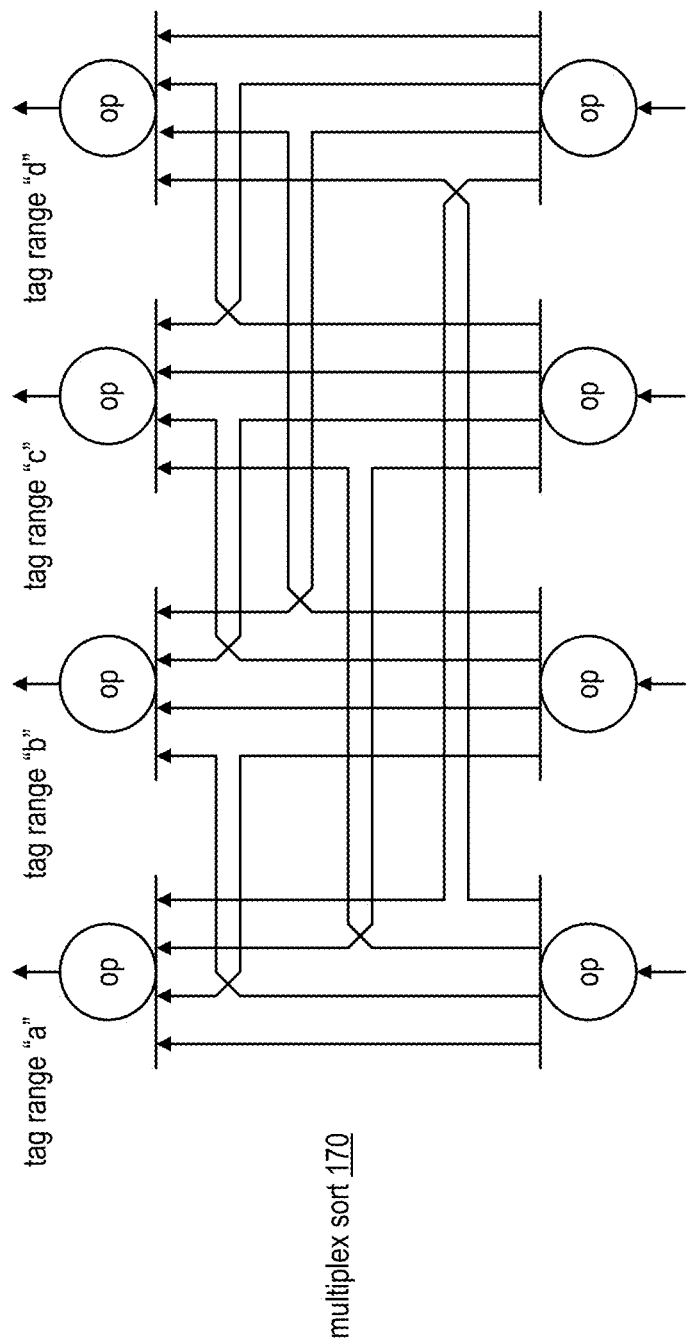 tag range “a”
tag range “b”
tag range “c”
tag range “d”
op
op
op
op
op
op
op
op
multiplex sort 170